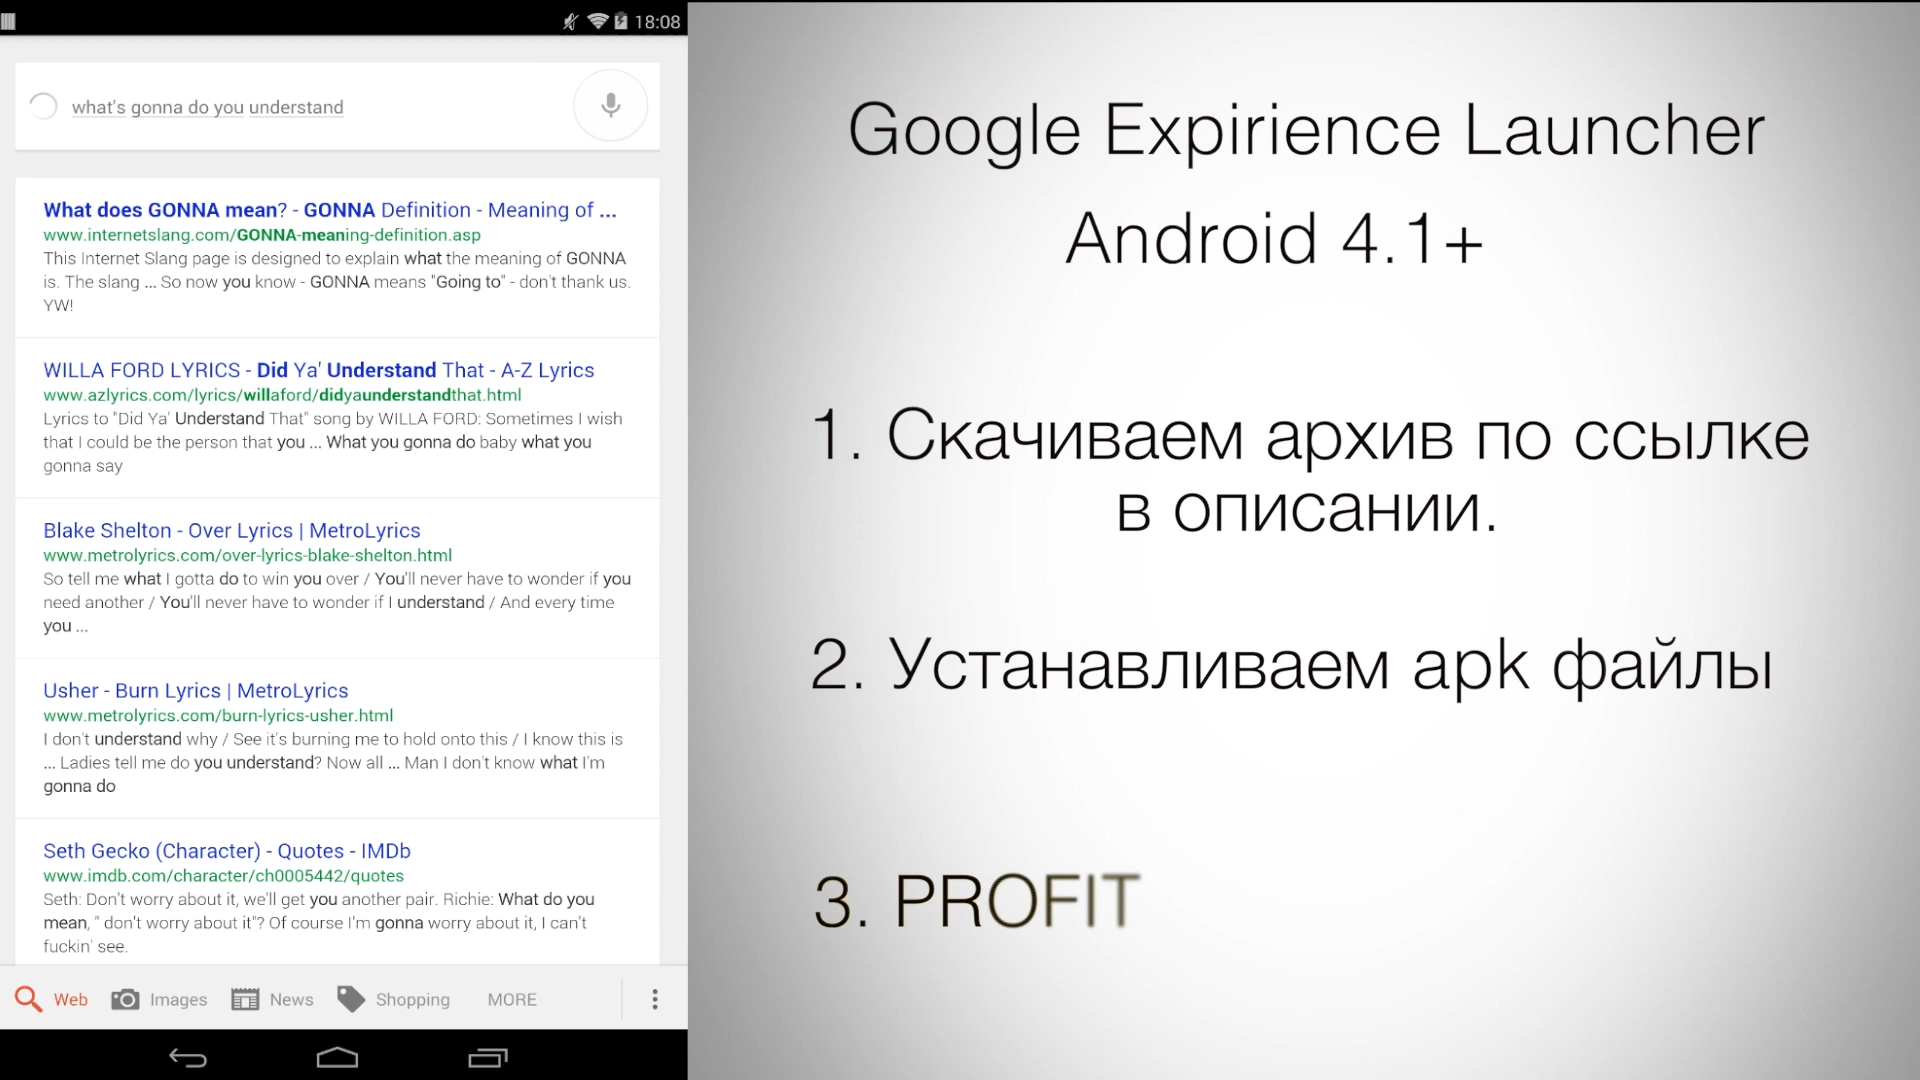 18:08
what's gonna do you understand
What does GONNA mean? - GONNA Definition - Meaning of ...
www.internetslang.com/GONNA-meaning-definition.asp
This Internet Slang page is designed to explain what the meaning of GONNA
is. The slang ... So now you know - GONNA means "Going to" - don't thank us.
YW!
WILLA FORD LYRICS - Did Ya' Understand That - A-Z Lyrics
www.azlyrics.com/lyrics/willaford/didyaunderstandthat.html
Lyrics to "Did Ya' Understand That" song by WILLA FORD: Sometimes I wish
that I could be the person that you ... What you gonna do baby what you
gonna say
Blake Shelton - Over Lyrics | MetroLyrics
www.metrolyrics.com/over-lyrics-blake-shelton.html
So tell me what I gotta do to win you over / You'll never have to wonder if you
need another / You'll never have to wonder if I understand / And every time
you ...
Usher - Burn Lyrics | MetroLyrics
www.metrolyrics.com/burn-lyrics-usher.html
I don't understand why / See it's burning me to hold onto this / I know this is
... Ladies tell me do you understand? Now all ... Man I don't know what I'm
gonna do
Seth Gecko (Character) - Quotes - IMDb
www.imdb.com/character/ch0005442/quotes
Seth: Don't worry about it, we'll get you another pair. Richie: What do you
mean, " don't worry about it"? Of course I'm gonna worry about it, I can't
fuckin' see.
Web Images News Shopping MORE
Google Expirience Launcher
Android 4.1+
1. Скачиваем архив по ссылке
в описании.
2. Устанавливаем apk файлы
3. PROFIT